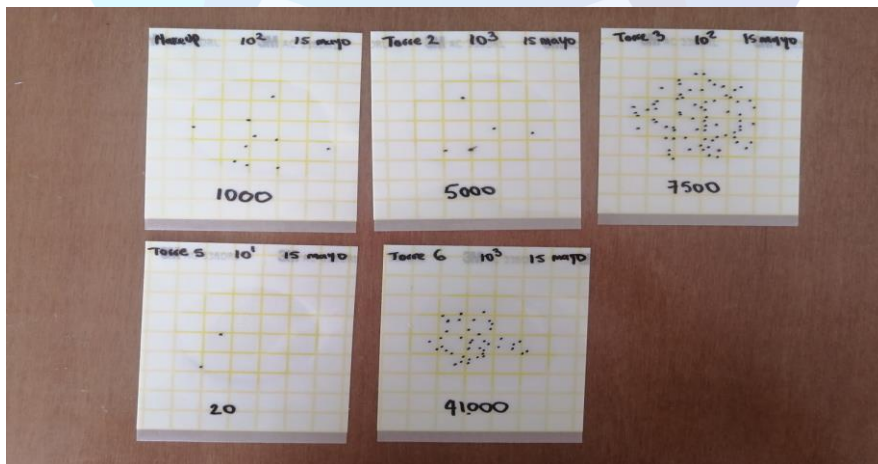 Makeup 10² 15 mayo
1000
Torre 2 10³ 15 mayo
5000
Torre 3 10² 15 mayo
7500
Torre 5 10¹ 15 mayo
20
Torre 6 10³ 15 mayo
41000